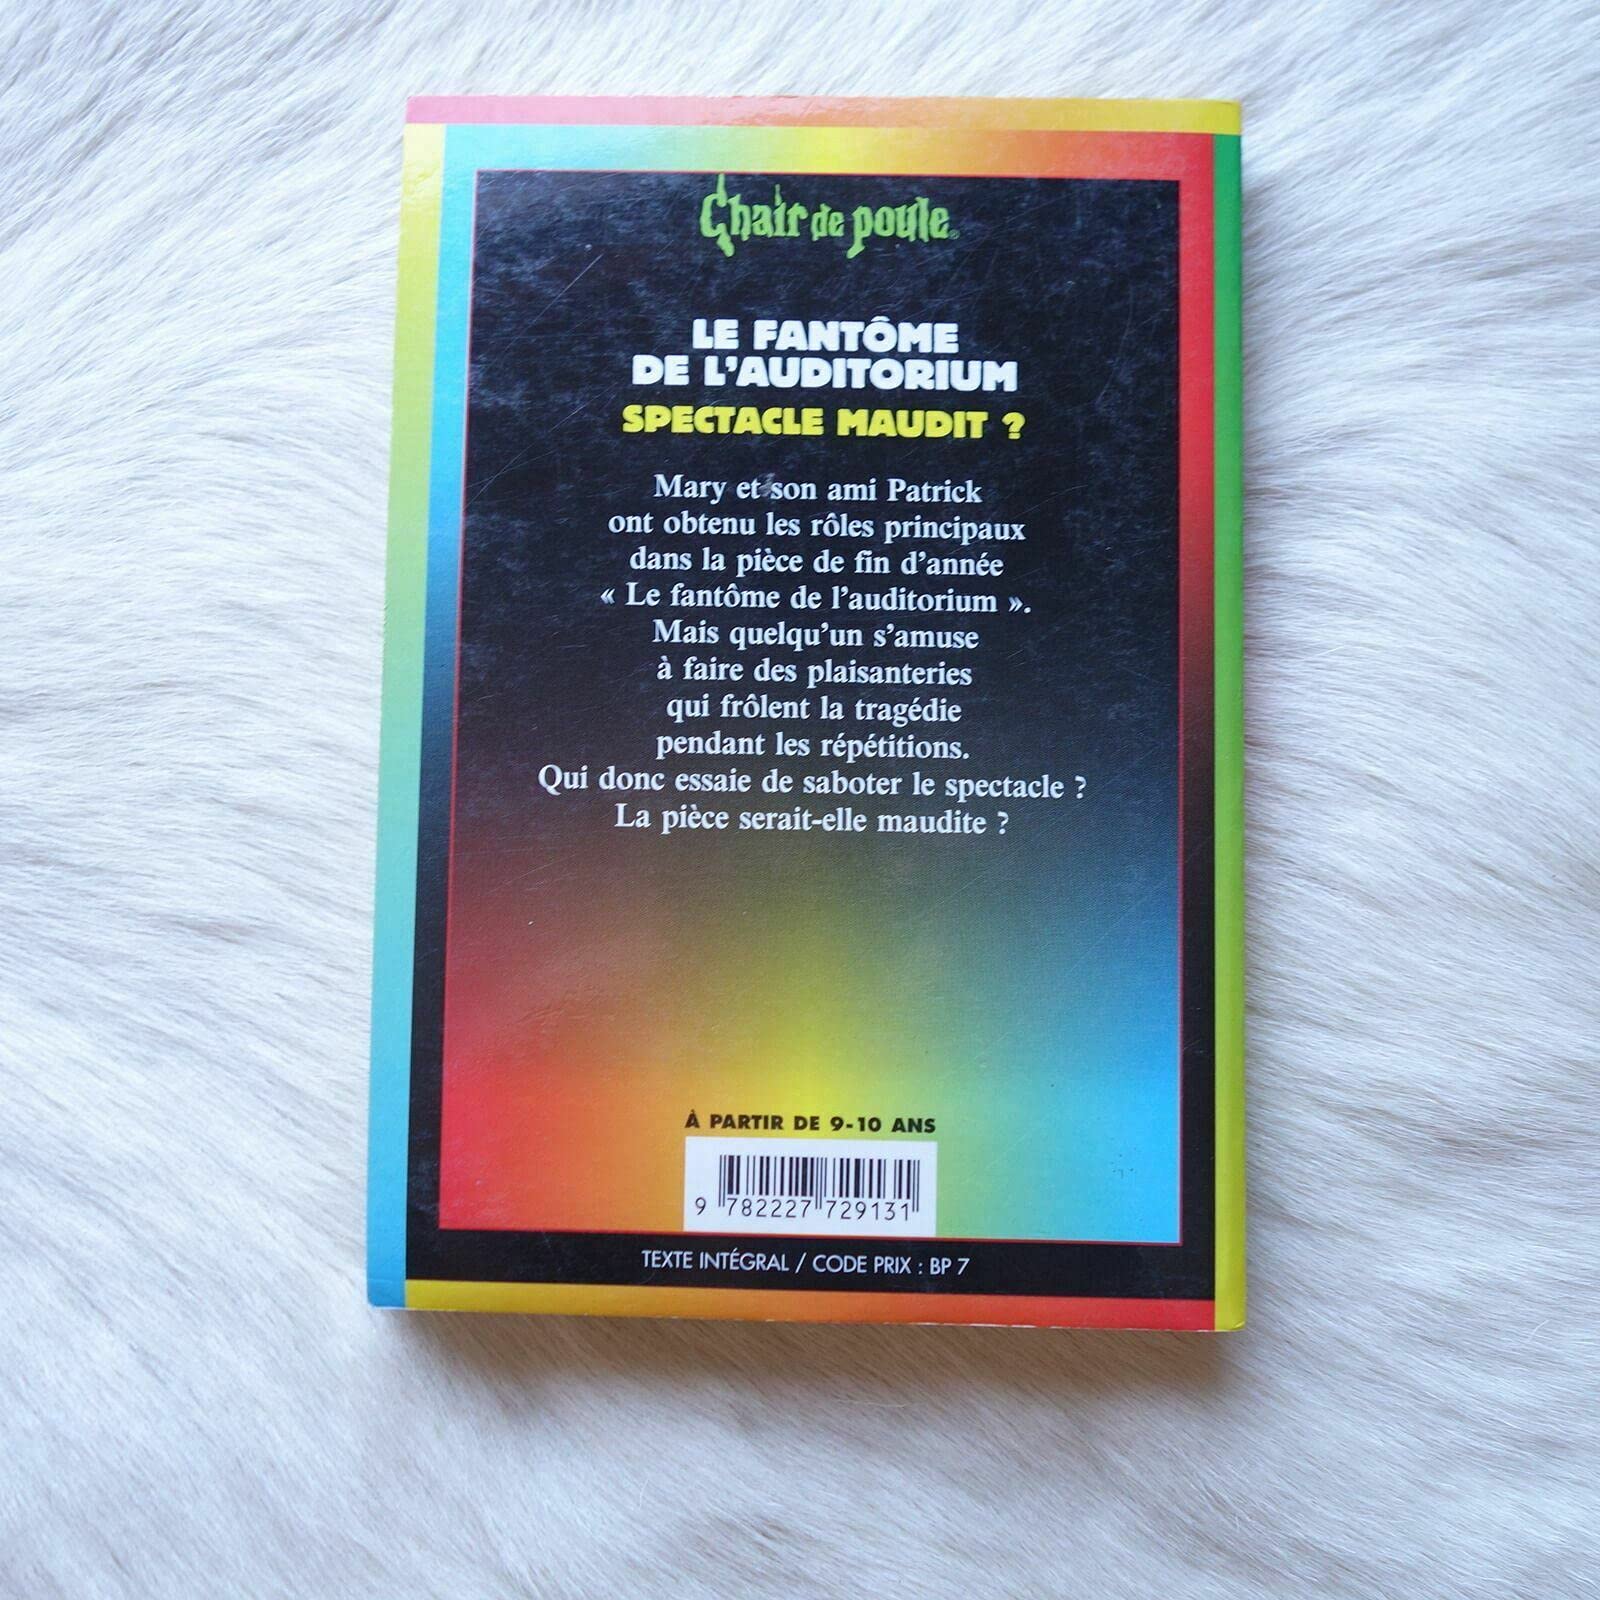 Chair de poule®
LE FANTÔME
DE L'AUDITORIUM
SPECTACLE MAUDIT ?
Mary et son ami Patrick
ont obtenu les rôles principaux
dans la pièce de fin d'année
« Le fantôme de l'auditorium ».
Mais quelqu'un s'amuse
à faire des plaisanteries
qui frôlent la tragédie
pendant les répétitions.
Qui donc essaie de saboter le spectacle ?
La pièce serait-elle maudite ?
À PARTIR DE 9-10 ANS
9 782227 729131
TEXTE INTÉGRAL / CODE PRIX : BP 7